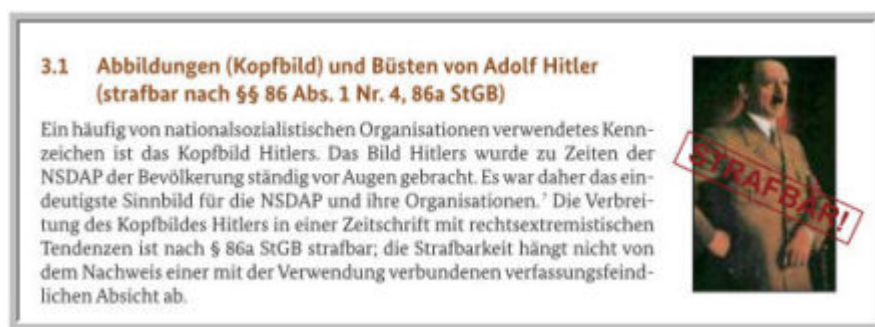 3.1 Abbildungen (Kopfbild) und Büsten von Adolf Hitler
(strafbar nach §§ 86 Abs. 1 Nr. 4, 86a StGB)
Ein häufig von nationalsozialistischen Organisationen verwendetes Kenn-
zeichen ist das Kopfbild Hitlers. Das Bild Hitlers wurde zu Zeiten der
NSDAP der Bevölkerung ständig vor Augen gebracht. Es war daher das ein-
deutigste Sinnbild für die NSDAP und ihre Organisationen. Die Verbrei-
tung des Kopfbildes Hitlers in einer Zeitschrift mit rechtsextremistischen
Tendenzen ist nach § 86a StGB strafbar; die Strafbarkeit hängt nicht von
dem Nachweis einer mit der Verwendung verbundenen verfassungsfeind-
lichen Absicht ab.
STRAFBAR!